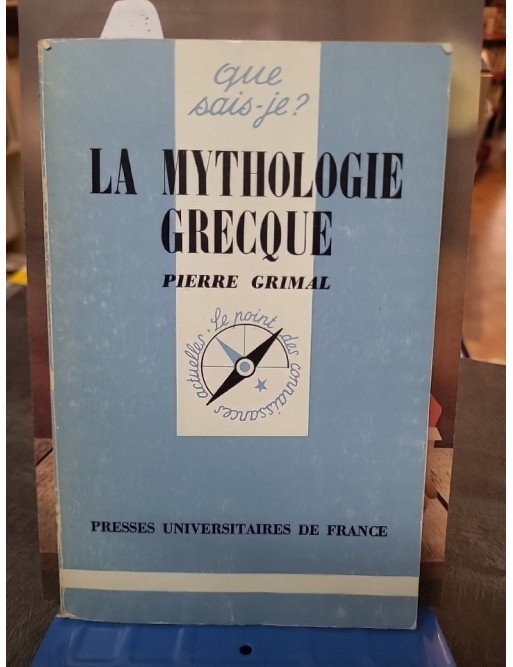 que
sais-je?
LA MYTHOLOGIE
GRECQUE
PIERRE GRIMAL
Le point des connaissances actuelles.
PRESSES UNIVERSITAIRES DE FRANCE